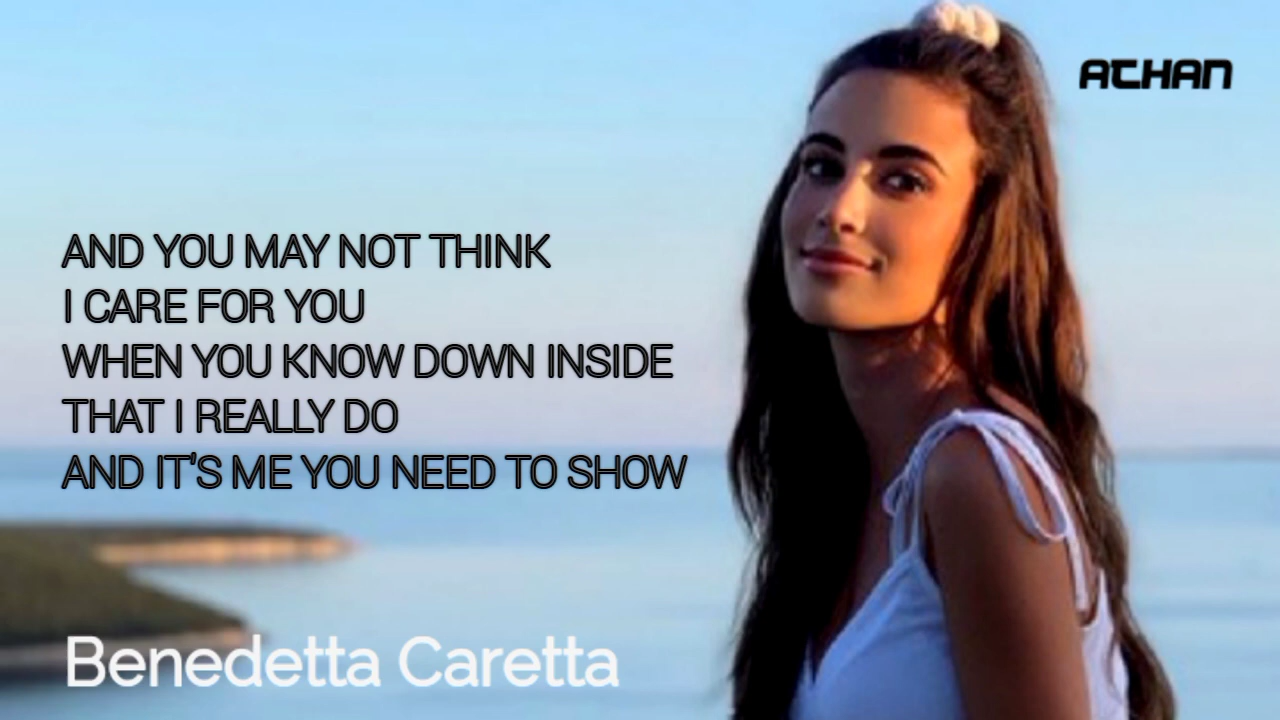 ATHAN
AND YOU MAY NOT THINK
I CARE FOR YOU
WHEN YOU KNOW DOWN INSIDE
THAT I REALLY DO
AND IT'S ME YOU NEED TO SHOW
Benedetta Caretta